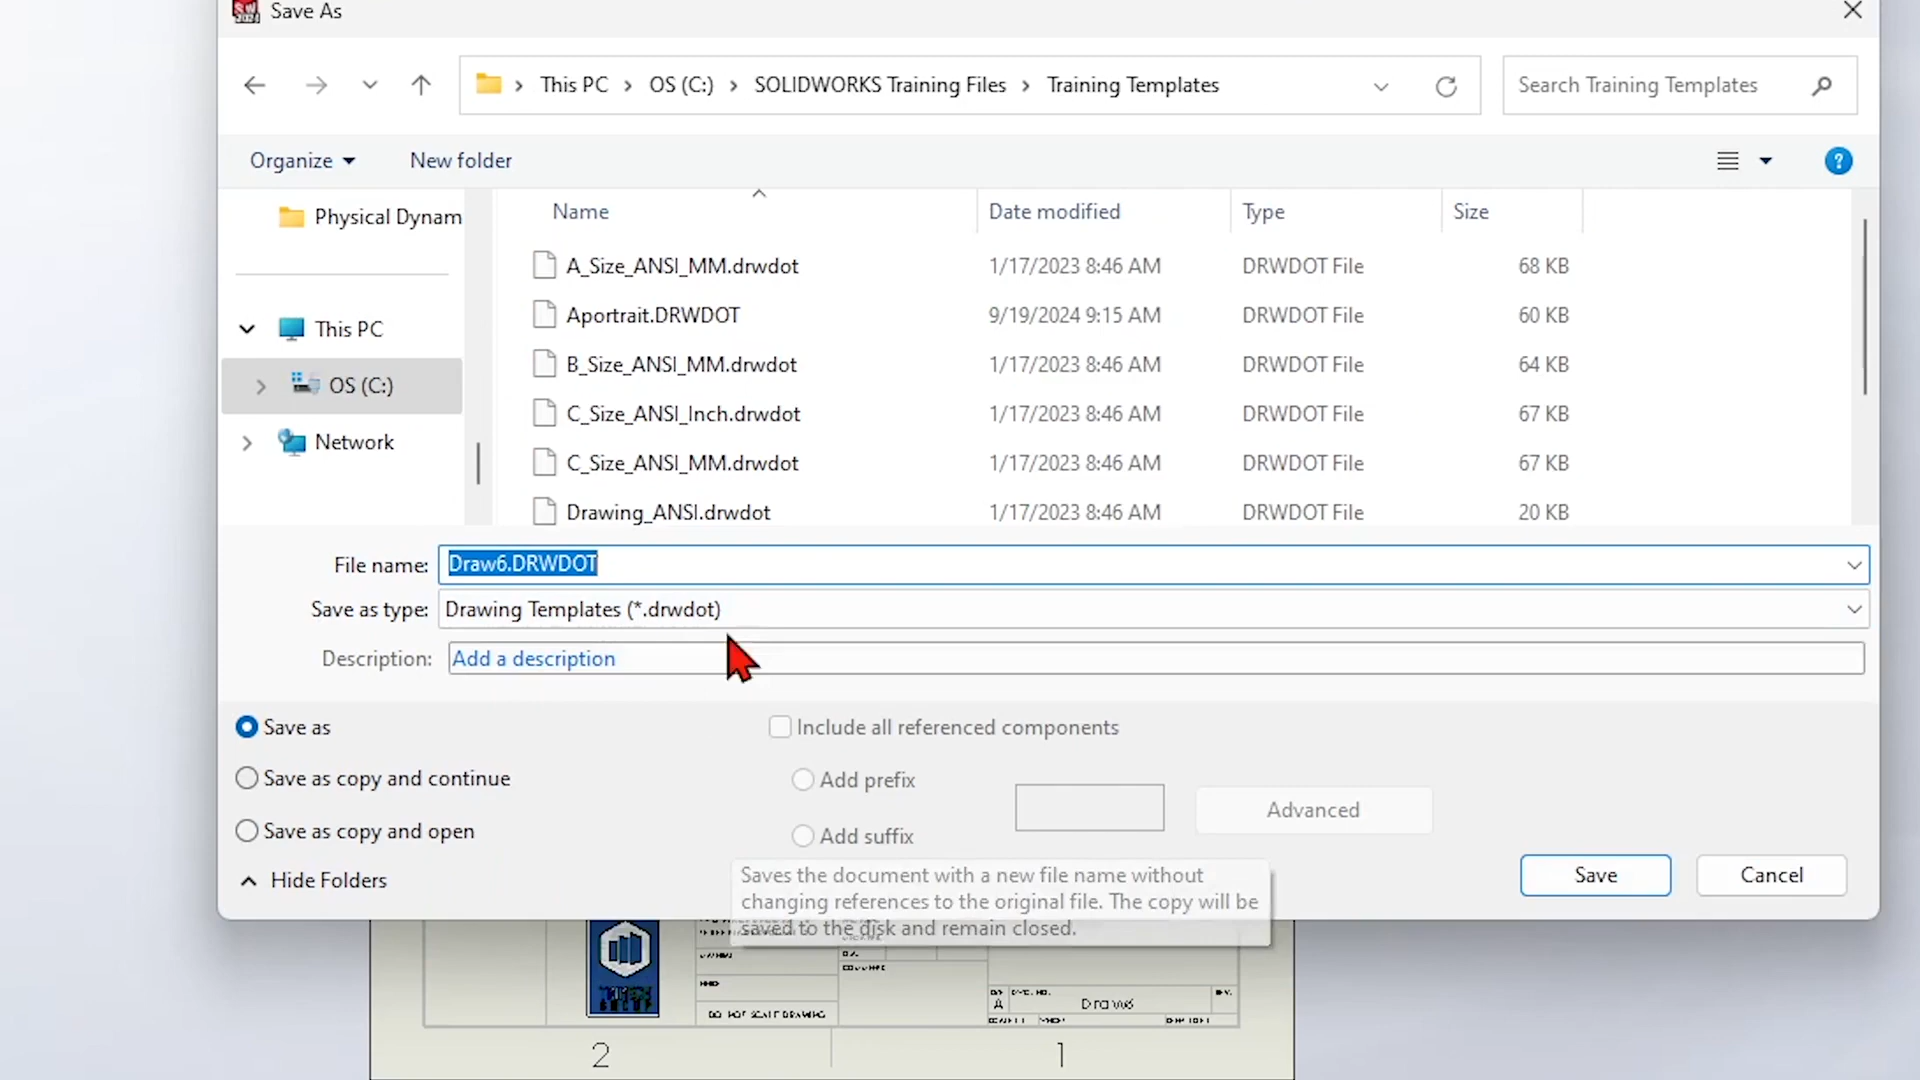 Save As
This PC > OS (C:) > SOLIDWORKS Training Files > Training Templates
Search Training Templates
Organize
New folder
Physical Dynam
This PC
OS (C:)
Network
Name
Date modified
Type
Size
A_Size_ANSI_MM.drwdot 1/17/2023 8:46 AM DRWDOT File 68 KB
Aportrait.DRWDOT 9/19/2024 9:15 AM DRWDOT File 60 KB
B_Size_ANSI_MM.drwdot 1/17/2023 8:46 AM DRWDOT File 64 KB
C_Size_ANSI_Inch.drwdot 1/17/2023 8:46 AM DRWDOT File 67 KB
C_Size_ANSI_MM.drwdot 1/17/2023 8:46 AM DRWDOT File 67 KB
Drawing_ANSI.drwdot 1/17/2023 8:46 AM DRWDOT File 20 KB
File name: Draw6.DRWDOT
Save as type: Drawing Templates (*.drwdot)
Description: Add a description
Save as
Save as copy and continue
Save as copy and open
Include all referenced components
Add prefix
Add suffix
Advanced
Hide Folders
Save
Cancel
Saves the document with a new file name without
changing references to the original file. The copy will be
saved to the disk and remain closed.
DO NOT SCALE DRAWING
A
Draw6
2
1